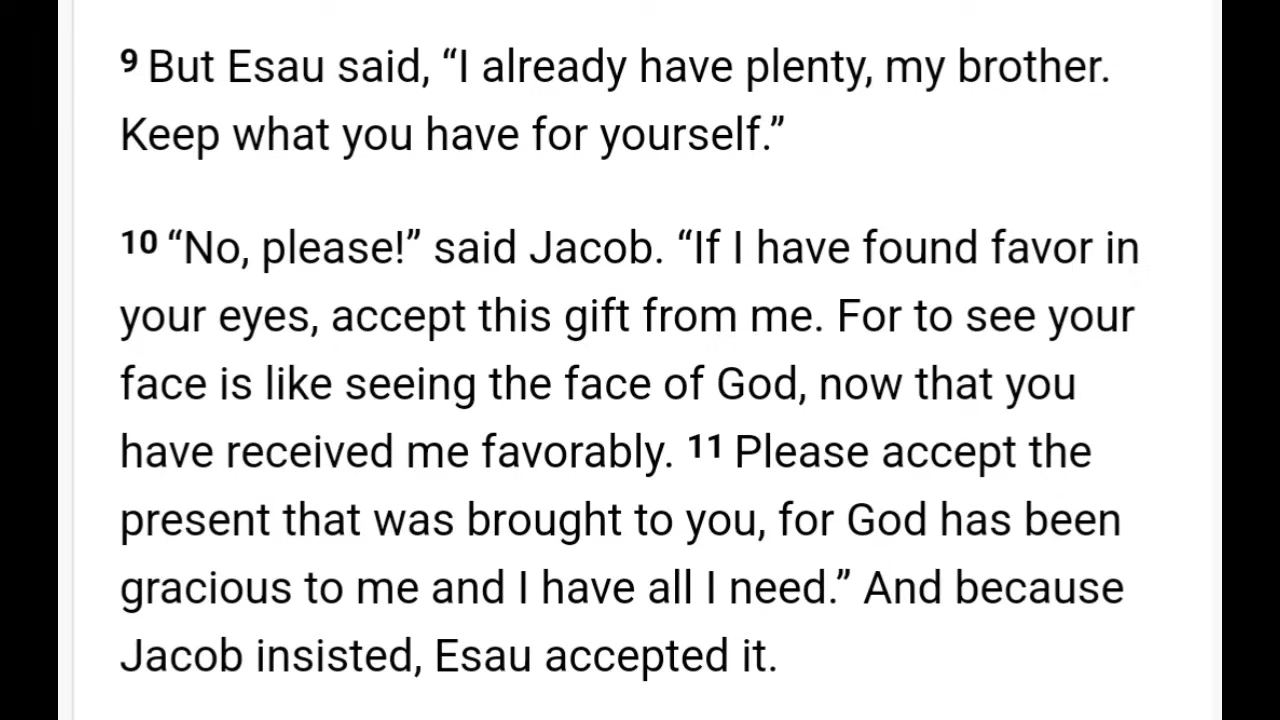 9 But Esau said, “I already have plenty, my brother.
Keep what you have for yourself.”
10 “No, please!” said Jacob. “If I have found favor in
your eyes, accept this gift from me. For to see your
face is like seeing the face of God, now that you
have received me favorably. 11 Please accept the
present that was brought to you, for God has been
gracious to me and I have all I need.” And because
Jacob insisted, Esau accepted it.